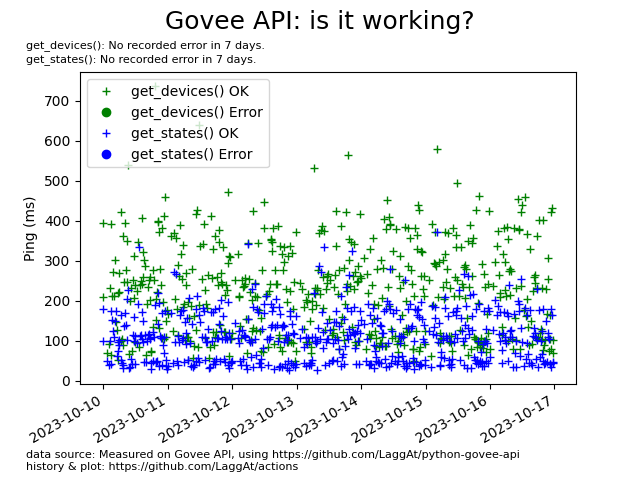 Govee API: is it working?
get_devices(): No recorded error in 7 days.
get_states(): No recorded error in 7 days.
get_devices() OK
get_devices() Error
get_states() OK
get_states() Error
Ping (ms)
700
600
500
400
300
200
100
0
2023-10-10
2023-10-11
2023-10-12
2023-10-13
2023-10-14
2023-10-15
2023-10-16
2023-10-17
data source: Measured on Govee API, using https://github.com/LaggAt/python-govee-api
history & plot: https://github.com/LaggAt/actions